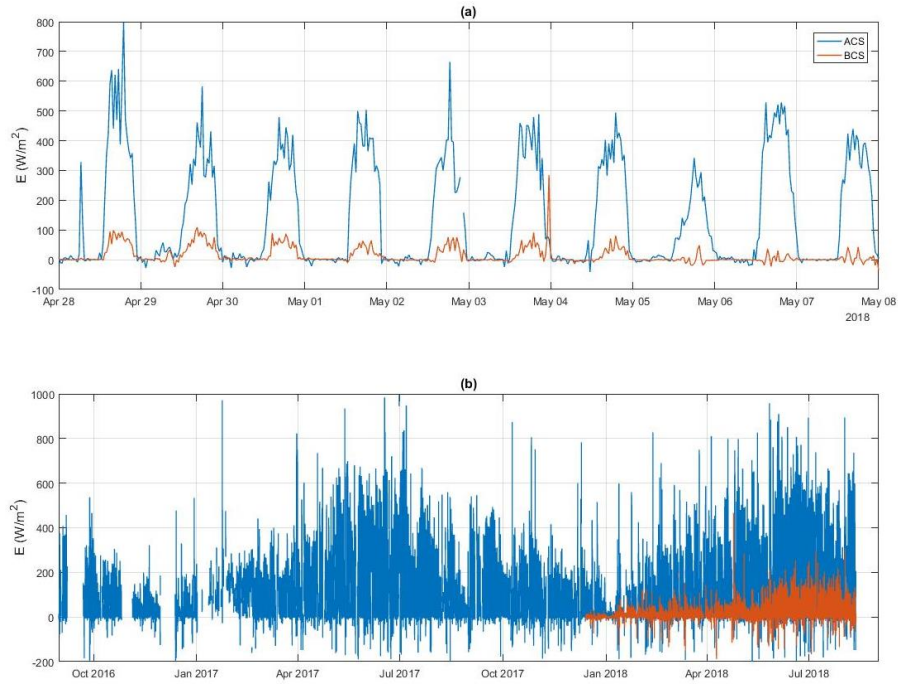 (a)
800
700
600
500
400
300
200
100
0
-100
E (W/m²)
ACS
BCS
Apr 28 Apr 29 Apr 30 May 01 May 02 May 03 May 04 May 05 May 06 May 07 May 08
2018
(b)
1000
800
600
400
200
0
-200
E (W/m²)
Oct 2016 Jan 2017 Apr 2017 Jul 2017 Oct 2017 Jan 2018 Apr 2018 Jul 2018